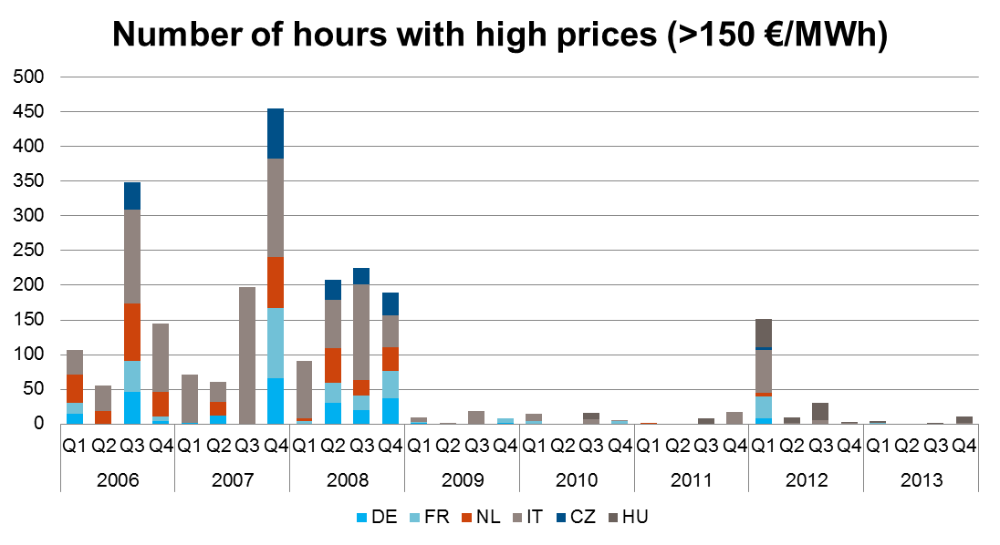 Number of hours with high prices (>150 €/MWh)
500
450
400
350
300
250
200
150
100
50
0
Q1 Q2 Q3 Q4 Q1 Q2 Q3 Q4 Q1 Q2 Q3 Q4 Q1 Q2 Q3 Q4 Q1 Q2 Q3 Q4 Q1 Q2 Q3 Q4 Q1 Q2 Q3 Q4 Q1 Q2 Q3 Q4
2006 2007 2008 2009 2010 2011 2012 2013
DE FR NL IT CZ HU